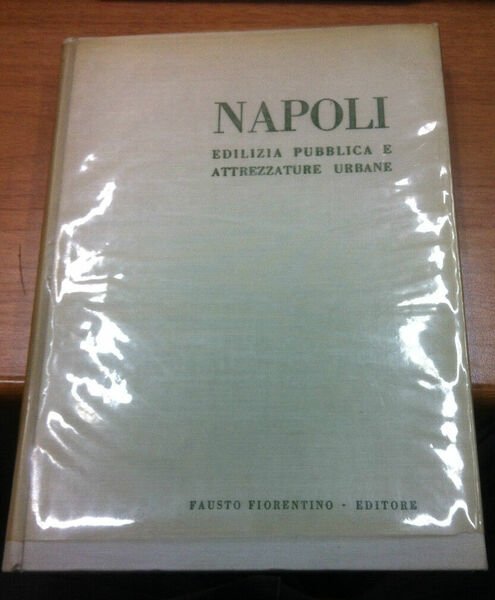 NAPOLI
EDILIZIA PUBBLICA E
ATTREZZATURE URBANE
FAUSTO FIORENTINO - EDITORE